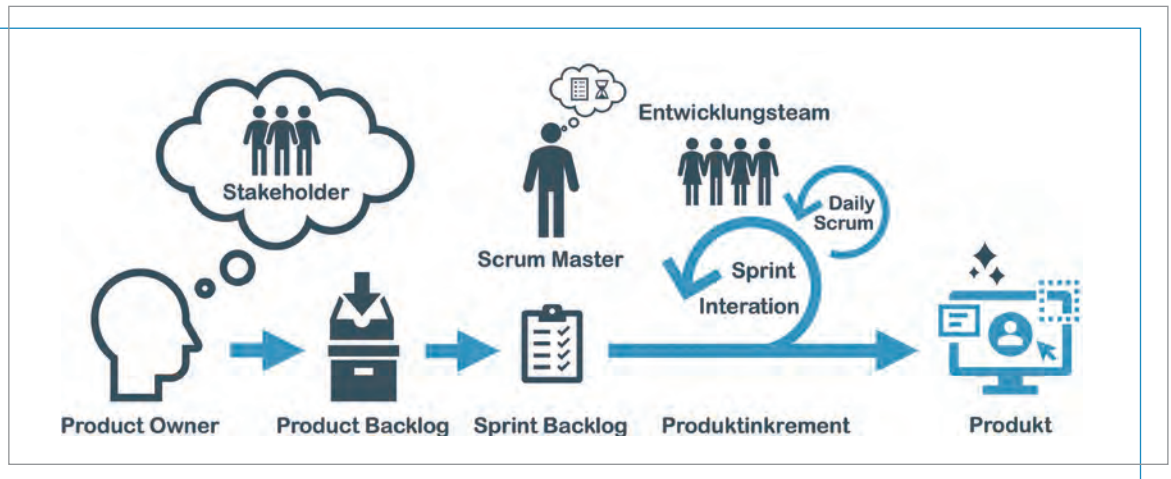 Stakeholder
Scrum Master
Entwicklungsteam
Daily
Scrum
Sprint
Interation
Product Owner
Product Backlog
Sprint Backlog
Produktinkrement
Produkt